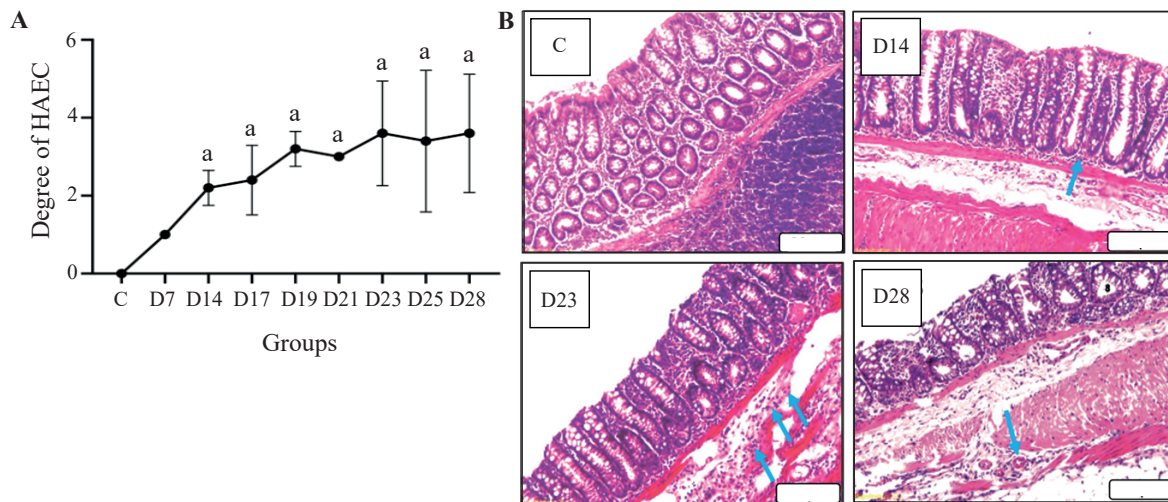 A
Degree of HAEC
6
4
2
0
a
a
a
a
a
a
a
C
D7
D14
D17
D19
D21
D23
D25
D28
Groups
B
C
D14
D23
D28